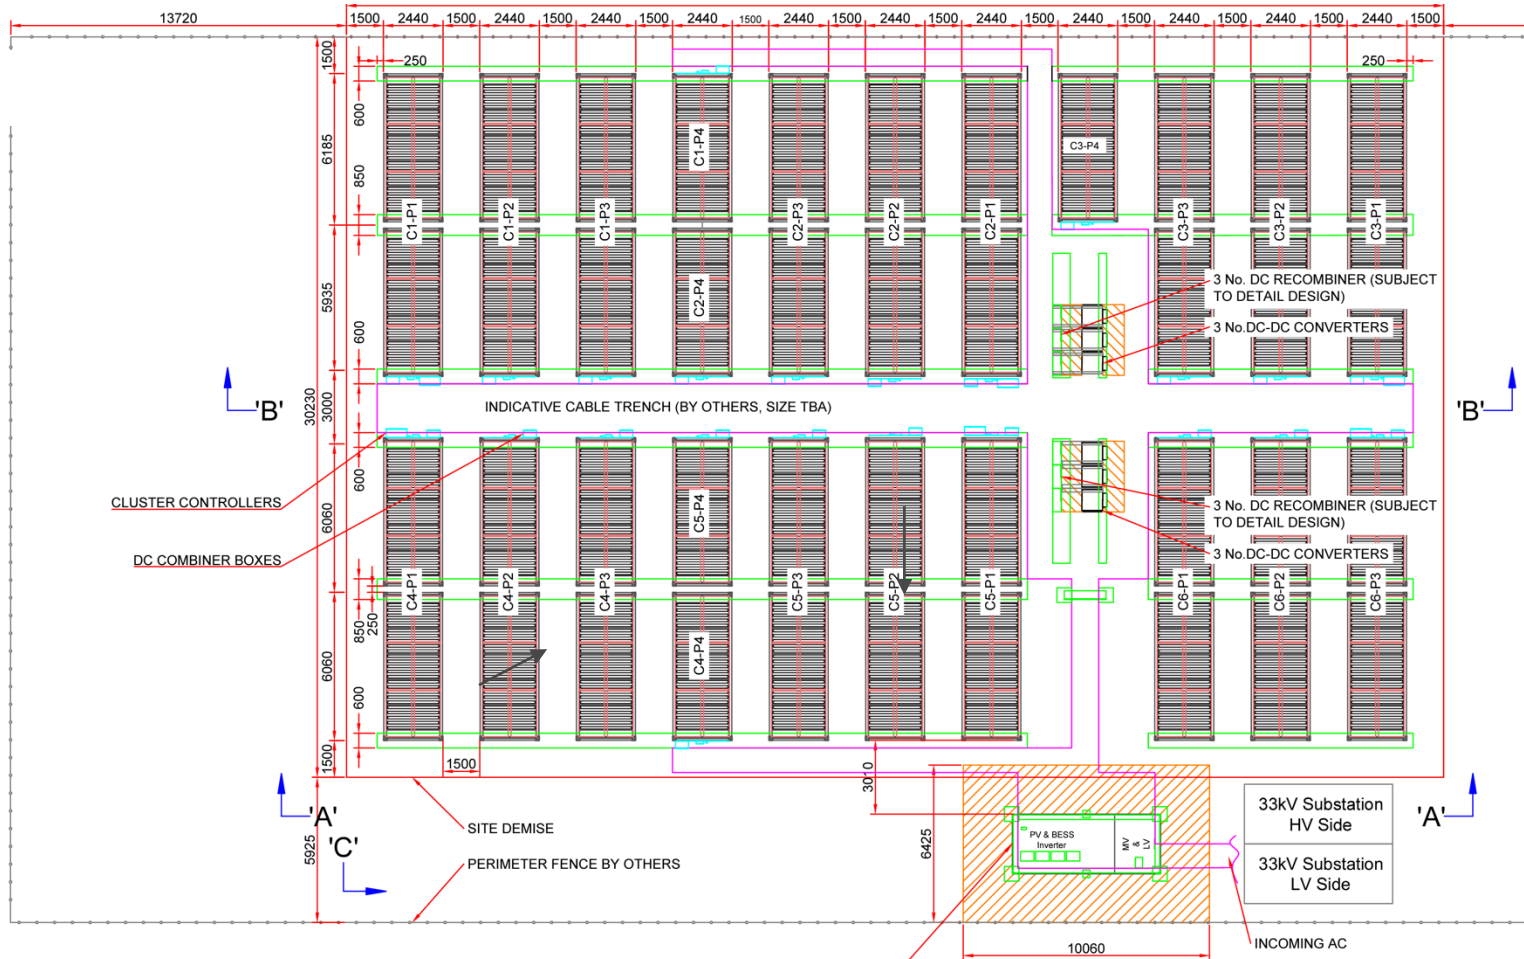 13720
1500 2440 1500 2440 1500 2440 1500 2440 1500 2440 1500 2440 1500 2440 1500 2440 1500 2440 1500 2440 1500 2440 1500
1500
250
250
600
6185
850
C1-P4
C3-P4
C1-P1
C1-P2
C1-P3
C2-P3
C2-P2
C2-P1
C3-P3
C3-P2
C3-P1
5935
C2-P4
3 No. DC RECOMBINER (SUBJECT
TO DETAIL DESIGN)
600
3 No.DC-DC CONVERTERS
30230
3000
'B'
INDICATIVE CABLE TRENCH (BY OTHERS, SIZE TBA)
'B'
600
CLUSTER CONTROLLERS
6060
C5-P4
3 No. DC RECOMBINER (SUBJECT
TO DETAIL DESIGN)
DC COMBINER BOXES
3 No.DC-DC CONVERTERS
C4-P1
C4-P2
C4-P3
C5-P3
C5-P2
C5-P1
C6-P1
C6-P2
C6-P3
850
250
6060
C4-P4
600
1500
1500
3010
'A'
'A'
'C'
5925
SITE DEMISE
PERIMETER FENCE BY OTHERS
6425
PV & BESS
Inverter
MV
&
LV
33kV Substation
HV Side
33kV Substation
LV Side
10060
INCOMING AC